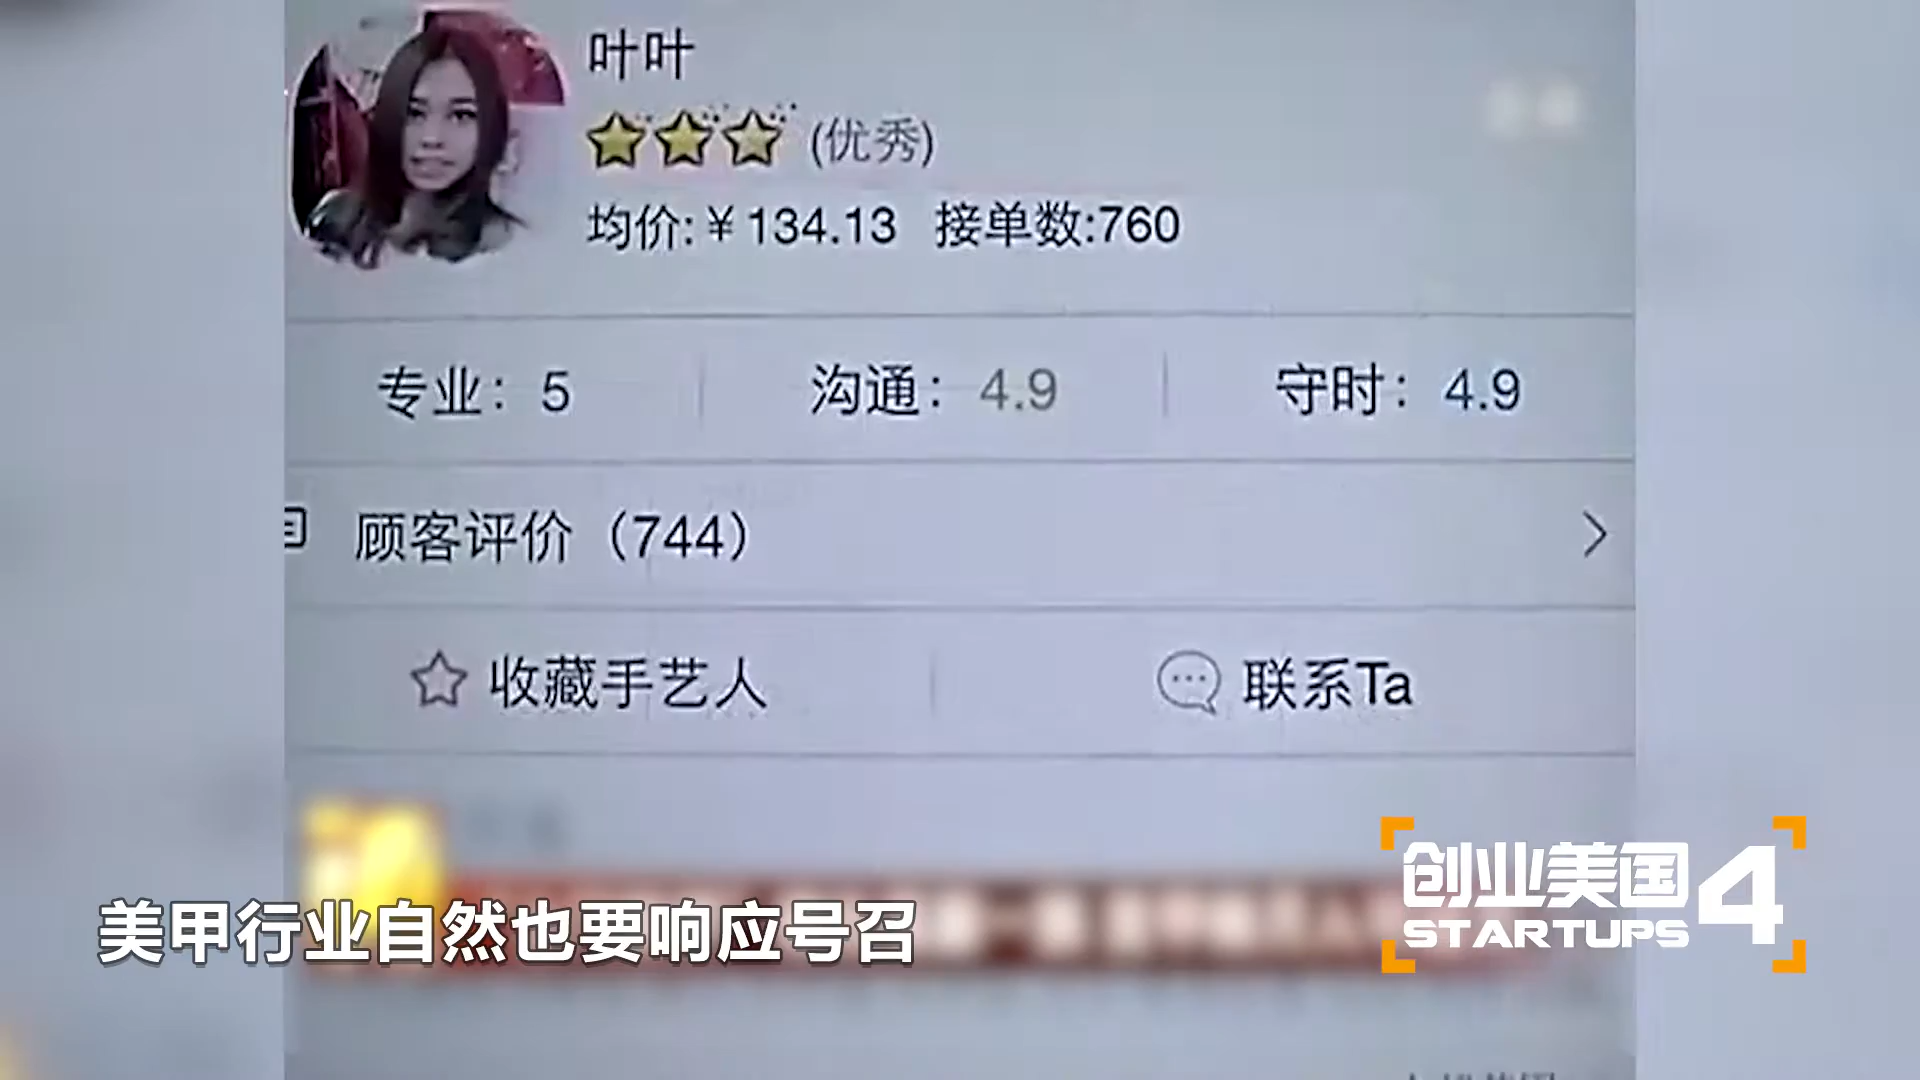 叶叶
(优秀)
均价:￥134.13 接单数:760
专业：5 沟通：4.9 守时：4.9
顾客评价（744）
收藏手艺人 联系Ta
美甲行业自然也要响应号召
创业美国4
STARTUPS